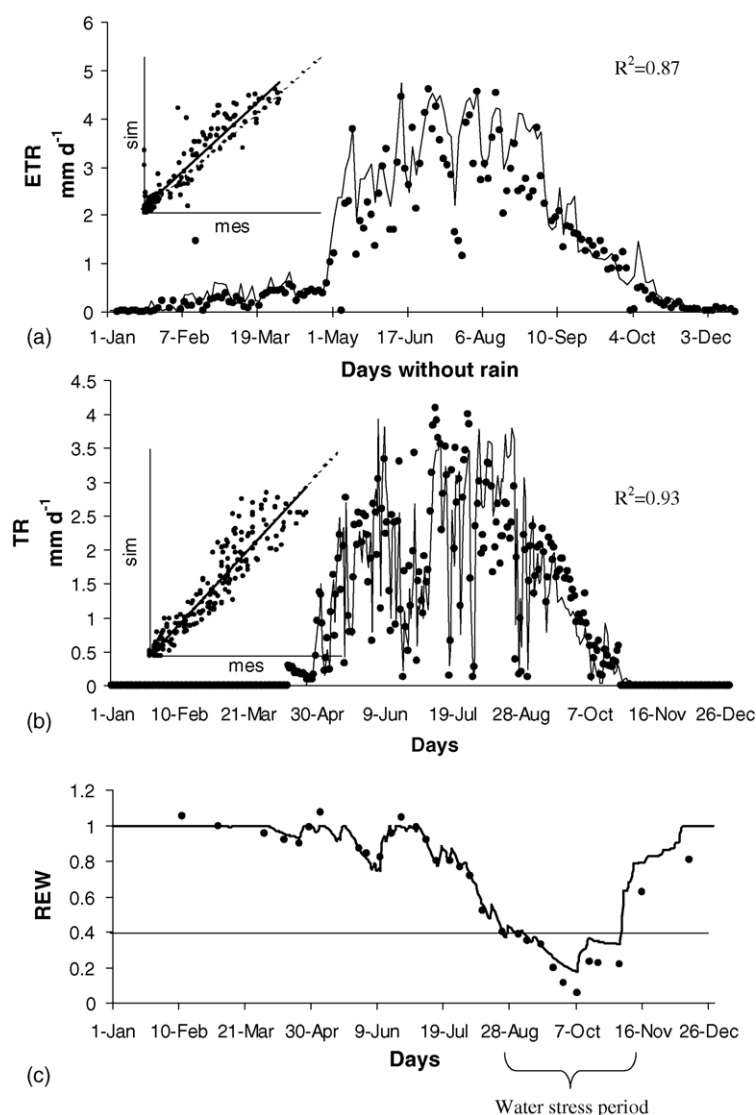 6
5
4
3
2
1
0
ETR
mm d⁻¹
sim
mes
R²=0.87
1-Jan 7-Feb 19-Mar 1-May 17-Jun 6-Aug 10-Sep 4-Oct 3-Dec
(a)
Days without rain
4.5
4
3.5
3
2.5
2
1.5
1
0.5
0
TR
mm d⁻¹
sim
mes
R²=0.93
1-Jan 10-Feb 21-Mar 30-Apr 9-Jun 19-Jul 28-Aug 7-Oct 16-Nov 26-Dec
(b)
Days
1.2
1
0.8
0.6
0.4
0.2
0
REW
1-Jan 10-Feb 21-Mar 30-Apr 9-Jun 19-Jul 28-Aug 7-Oct 16-Nov 26-Dec
Days
(c)
Water stress period